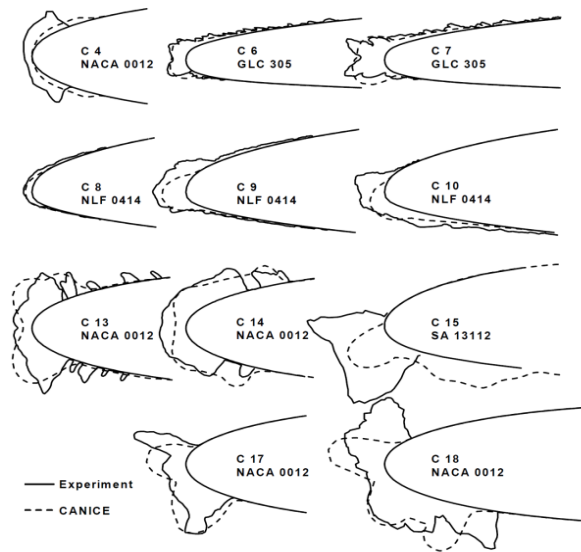 C 4
NACA 0012
C 6
GLC 305
C 7
GLC 305
C 8
NLF 0414
C 9
NLF 0414
C 10
NLF 0414
C 13
NACA 0012
C 14
NACA 0012
C 15
SA 13112
C 17
NACA 0012
C 18
NACA 0012
Experiment
CANICE